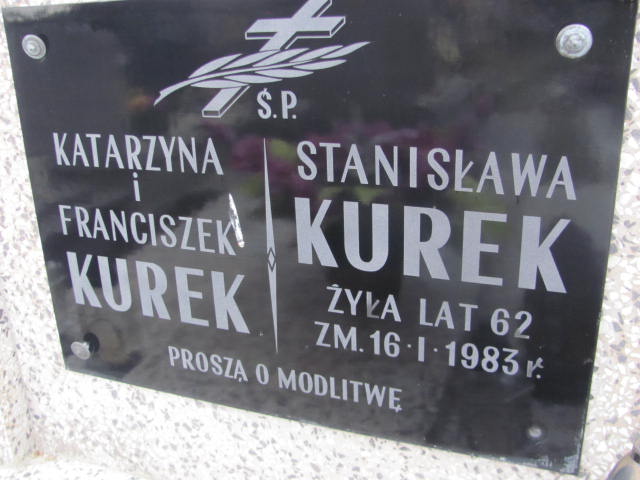 Ś.P.
KATARZYNA
i
FRANCISZEK
KUREK
STANISŁAWA
KUREK
ŻYŁA LAT 62
ZM. 16·I·1983 r.
PROSZĄ O MODLITWĘ